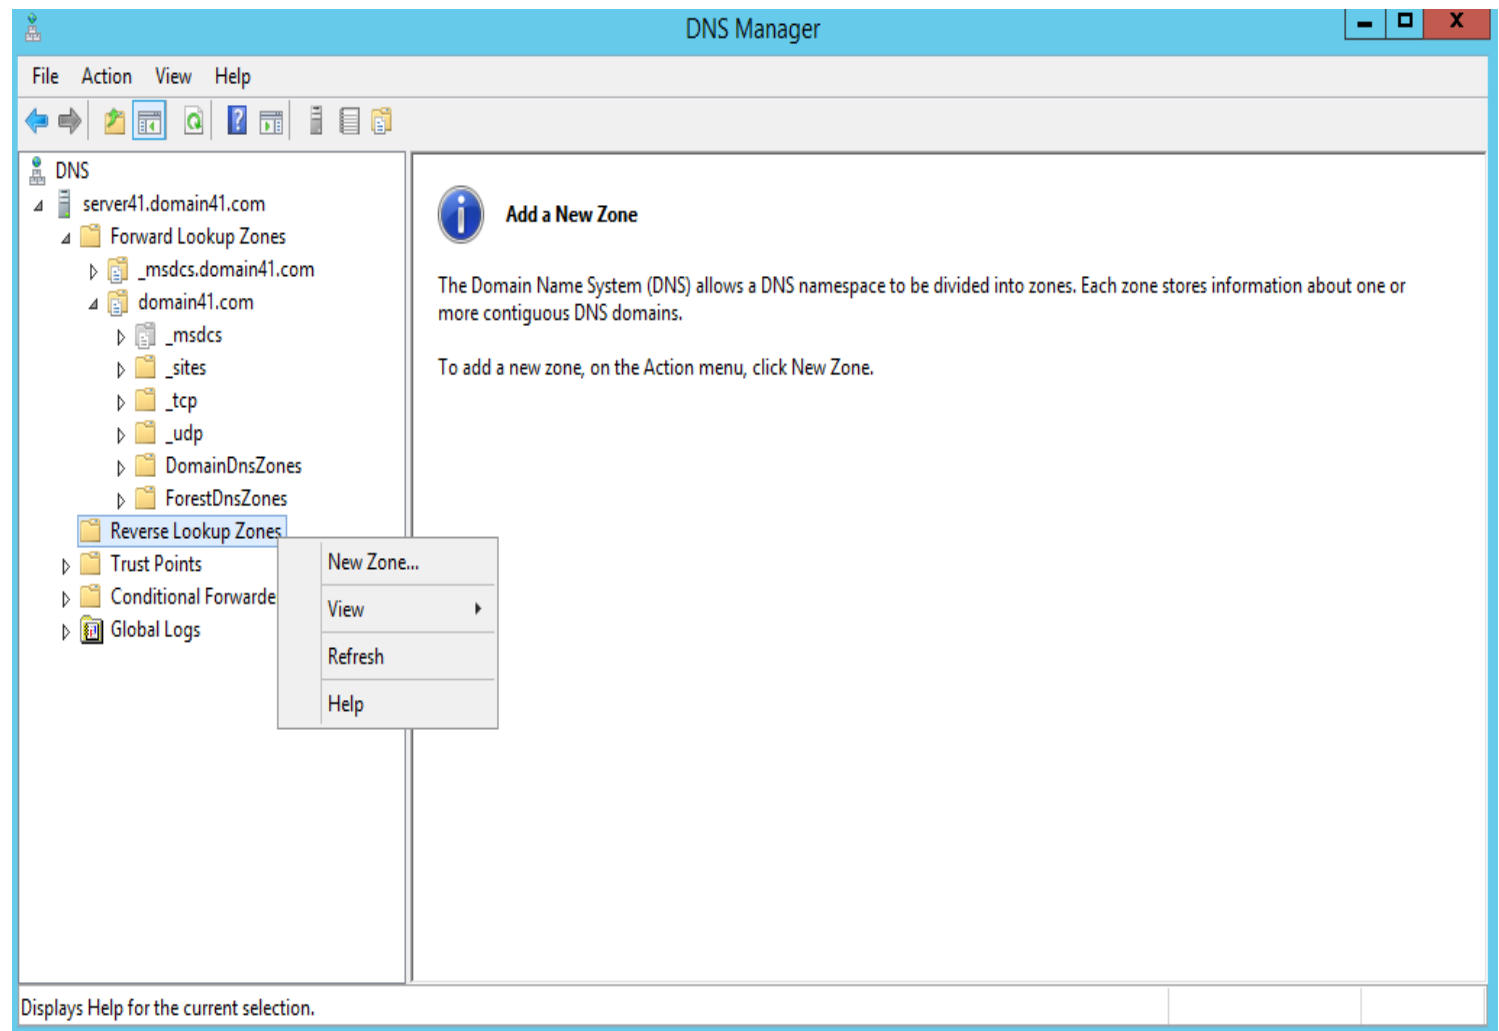 DNS Manager
X
File Action View Help
DNS
server41.domain41.com
Forward Lookup Zones
_msdcs.domain41.com
domain41.com
_msdcs
_sites
_tcp
_udp
DomainDnsZones
ForestDnsZones
Reverse Lookup Zones
Trust Points
Conditional Forwarde
Global Logs
New Zone...
View
Refresh
Help
Add a New Zone
The Domain Name System (DNS) allows a DNS namespace to be divided into zones. Each zone stores information about one or
more contiguous DNS domains.
To add a new zone, on the Action menu, click New Zone.
Displays Help for the current selection.